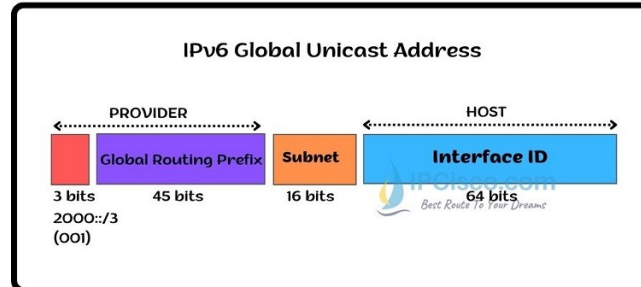 IPv6 Global Unicast Address
PROVIDER
HOST
Global Routing Prefix
Subnet
Interface ID
3 bits
45 bits
16 bits
64 bits
2000::/3
(001)
IPCisco.com
Best Route To Your Dreams